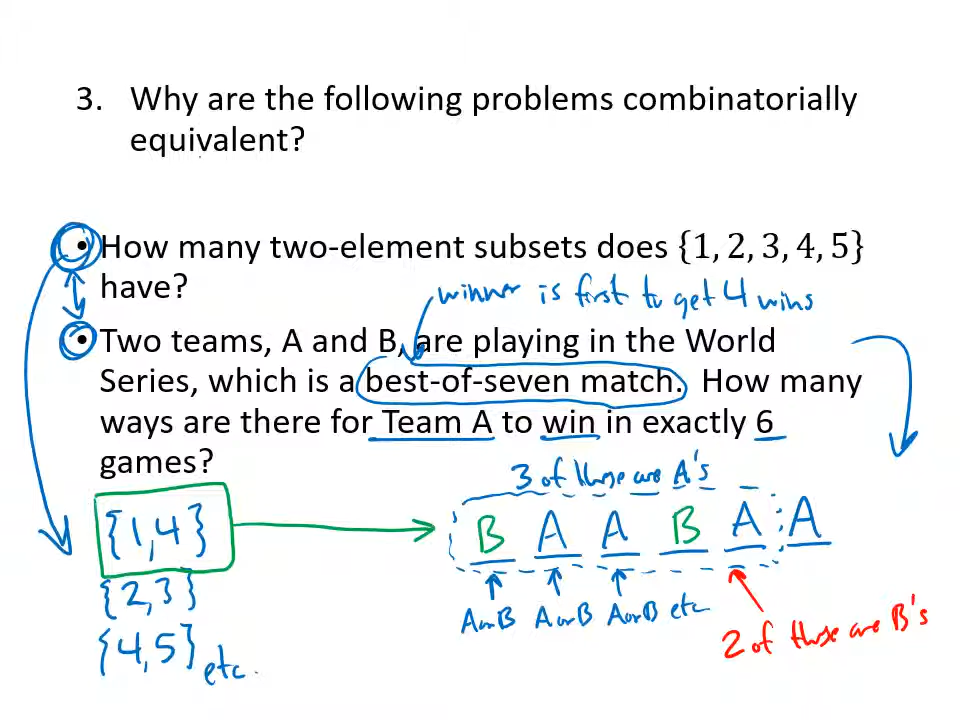 3. Why are the following problems combinatorially
equivalent?
• How many two-element subsets does {1, 2, 3, 4, 5}
have?
winner is first to get 4 wins
• Two teams, A and B, are playing in the World
Series, which is a best-of-seven match. How many
ways are there for Team A to win in exactly 6
games?
3 of these are A's
{1,4}
B A A B A A
{2,3}
A or B A or B A or B etc
2 of these are B's
{4,5} etc.